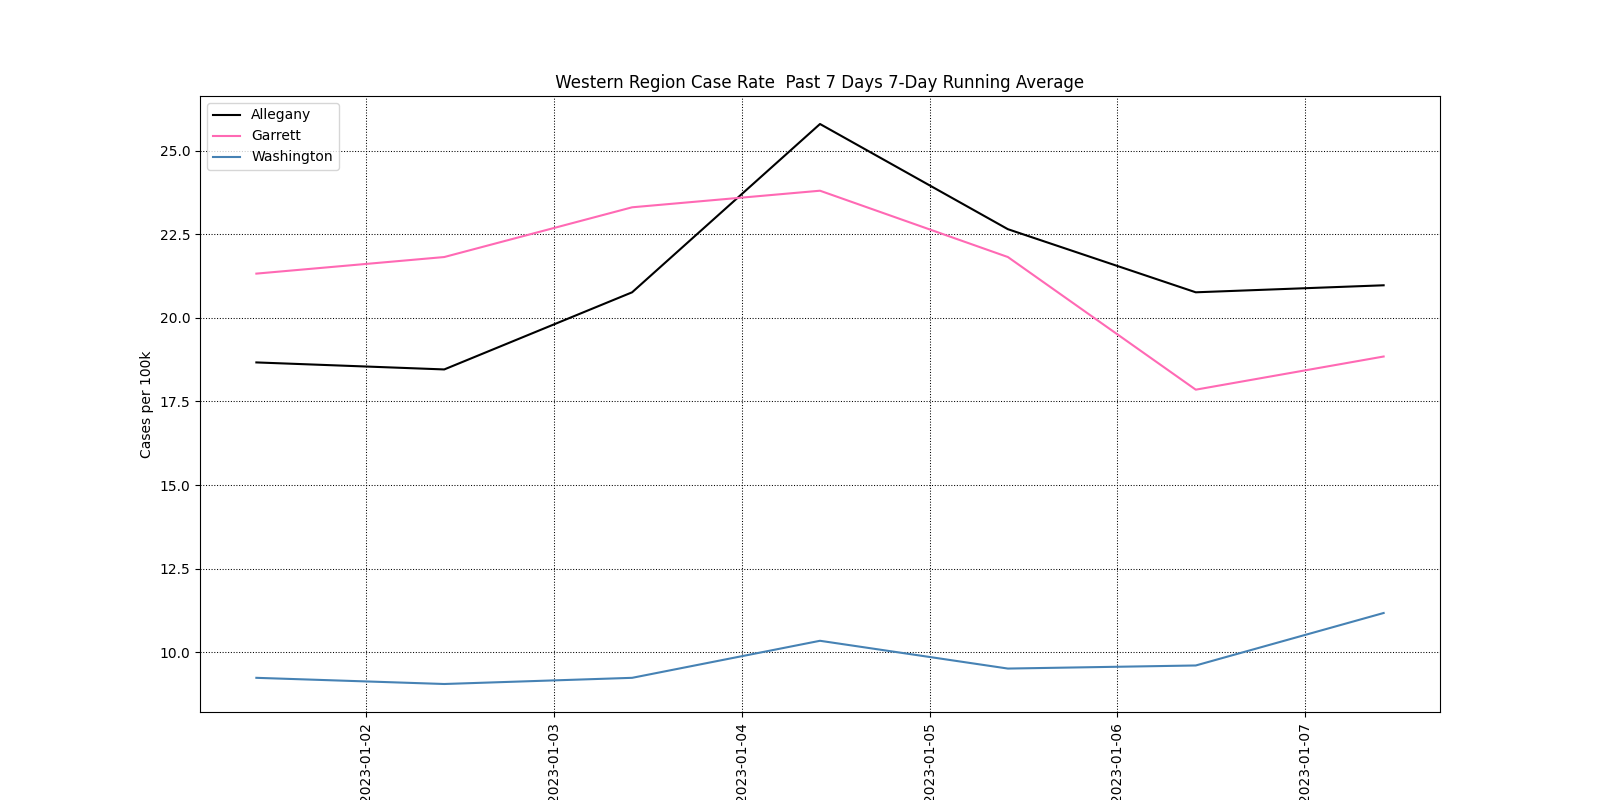 Western Region Case Rate  Past 7 Days 7-Day Running Average
Allegany
Garrett
Washington
25.0
22.5
20.0
17.5
15.0
12.5
10.0
Cases per 100k
2023-01-02
2023-01-03
2023-01-04
2023-01-05
2023-01-06
2023-01-07